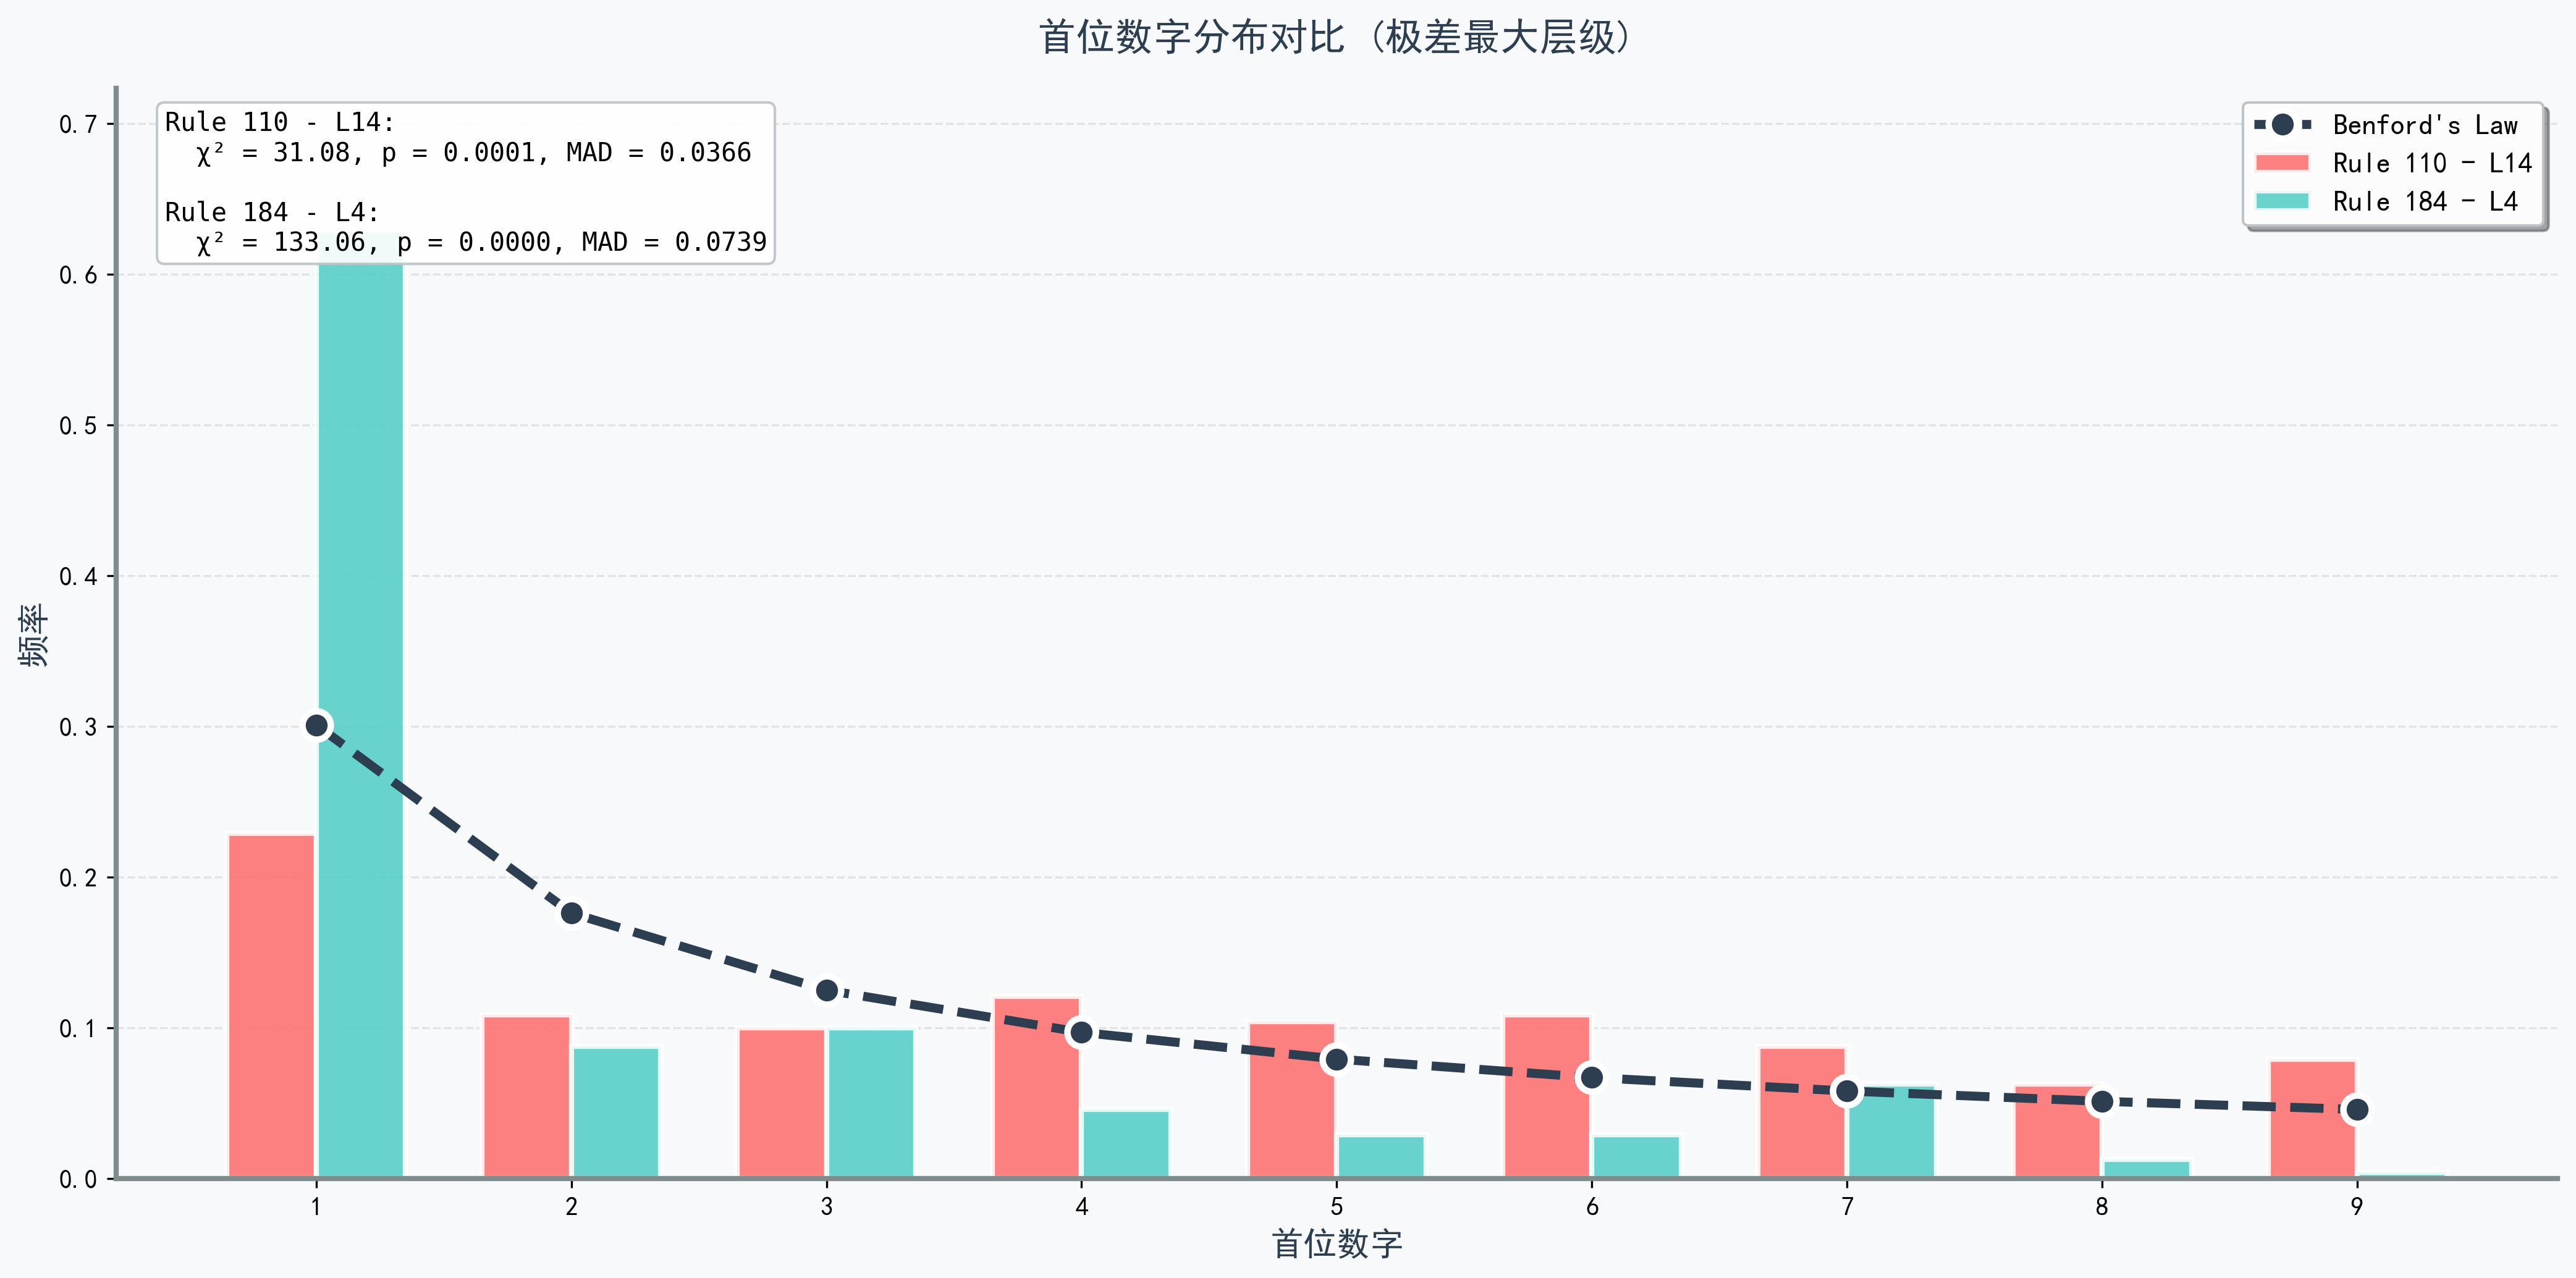 首位数字分布对比 (极差最大层级)
Rule 110 - L14:
χ² = 31.08, p = 0.0001, MAD = 0.0366
Rule 184 - L4:
χ² = 133.06, p = 0.0000, MAD = 0.0739
Benford's Law
Rule 110 - L14
Rule 184 - L4
0.7
0.6
0.5
0.4
0.3
0.2
0.1
0.0
频率
1 2 3 4 5 6 7 8 9
首位数字